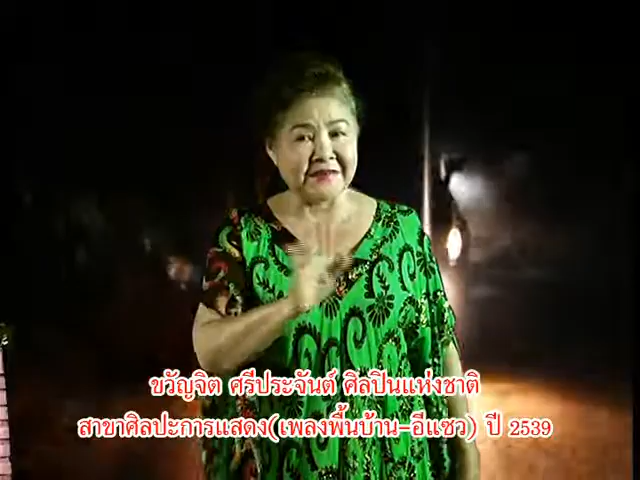 ขวัญจิต ศรีประจันต์ ศิลปินแห่งชาติ
สาขาศิลปะการแสดง(เพลงพื้นบ้าน-อีแซว) ปี 2539